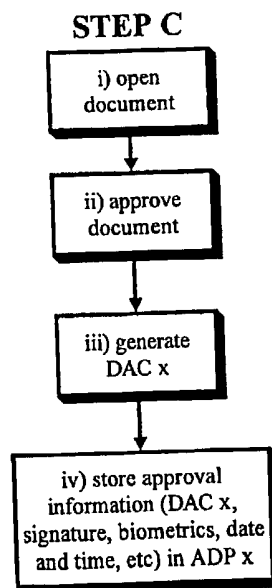 STEP C
i) open
document
ii) approve
document
iii) generate
DAC x
iv) store approval
information (DAC x,
signature, biometrics, date
and time, etc) in ADP x